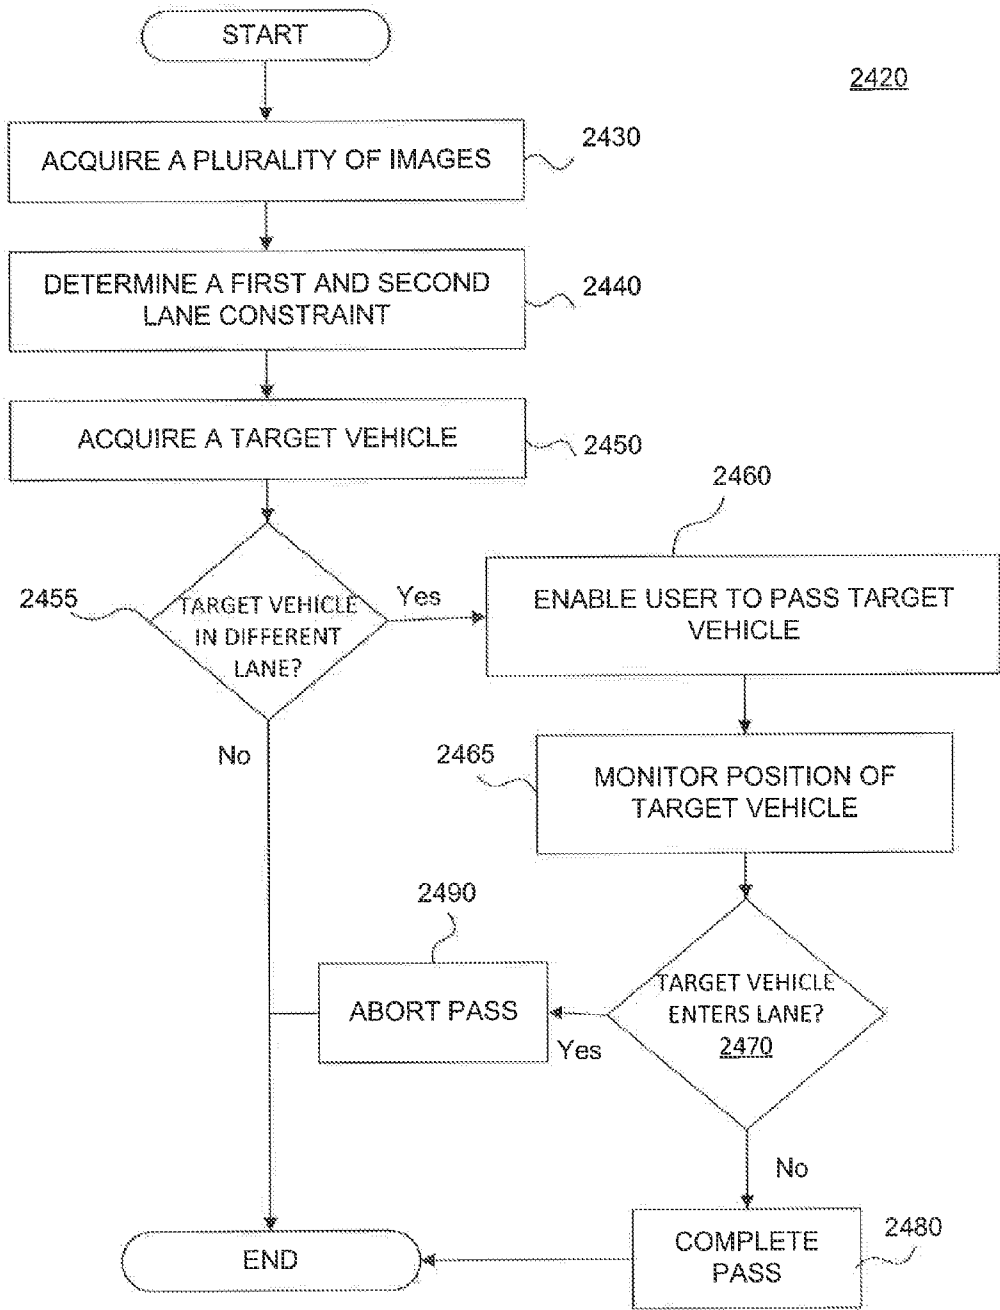 START
2420
ACQUIRE A PLURALITY OF IMAGES
2430
DETERMINE A FIRST AND SECOND
LANE CONSTRAINT
2440
ACQUIRE A TARGET VEHICLE
2450
2455
TARGET VEHICLE
IN DIFFERENT
LANE?
Yes
No
2460
ENABLE USER TO PASS TARGET
VEHICLE
2465
MONITOR POSITION OF
TARGET VEHICLE
2490
ABORT PASS
TARGET VEHICLE
ENTERS LANE?
2470
Yes
No
COMPLETE
PASS
2480
END